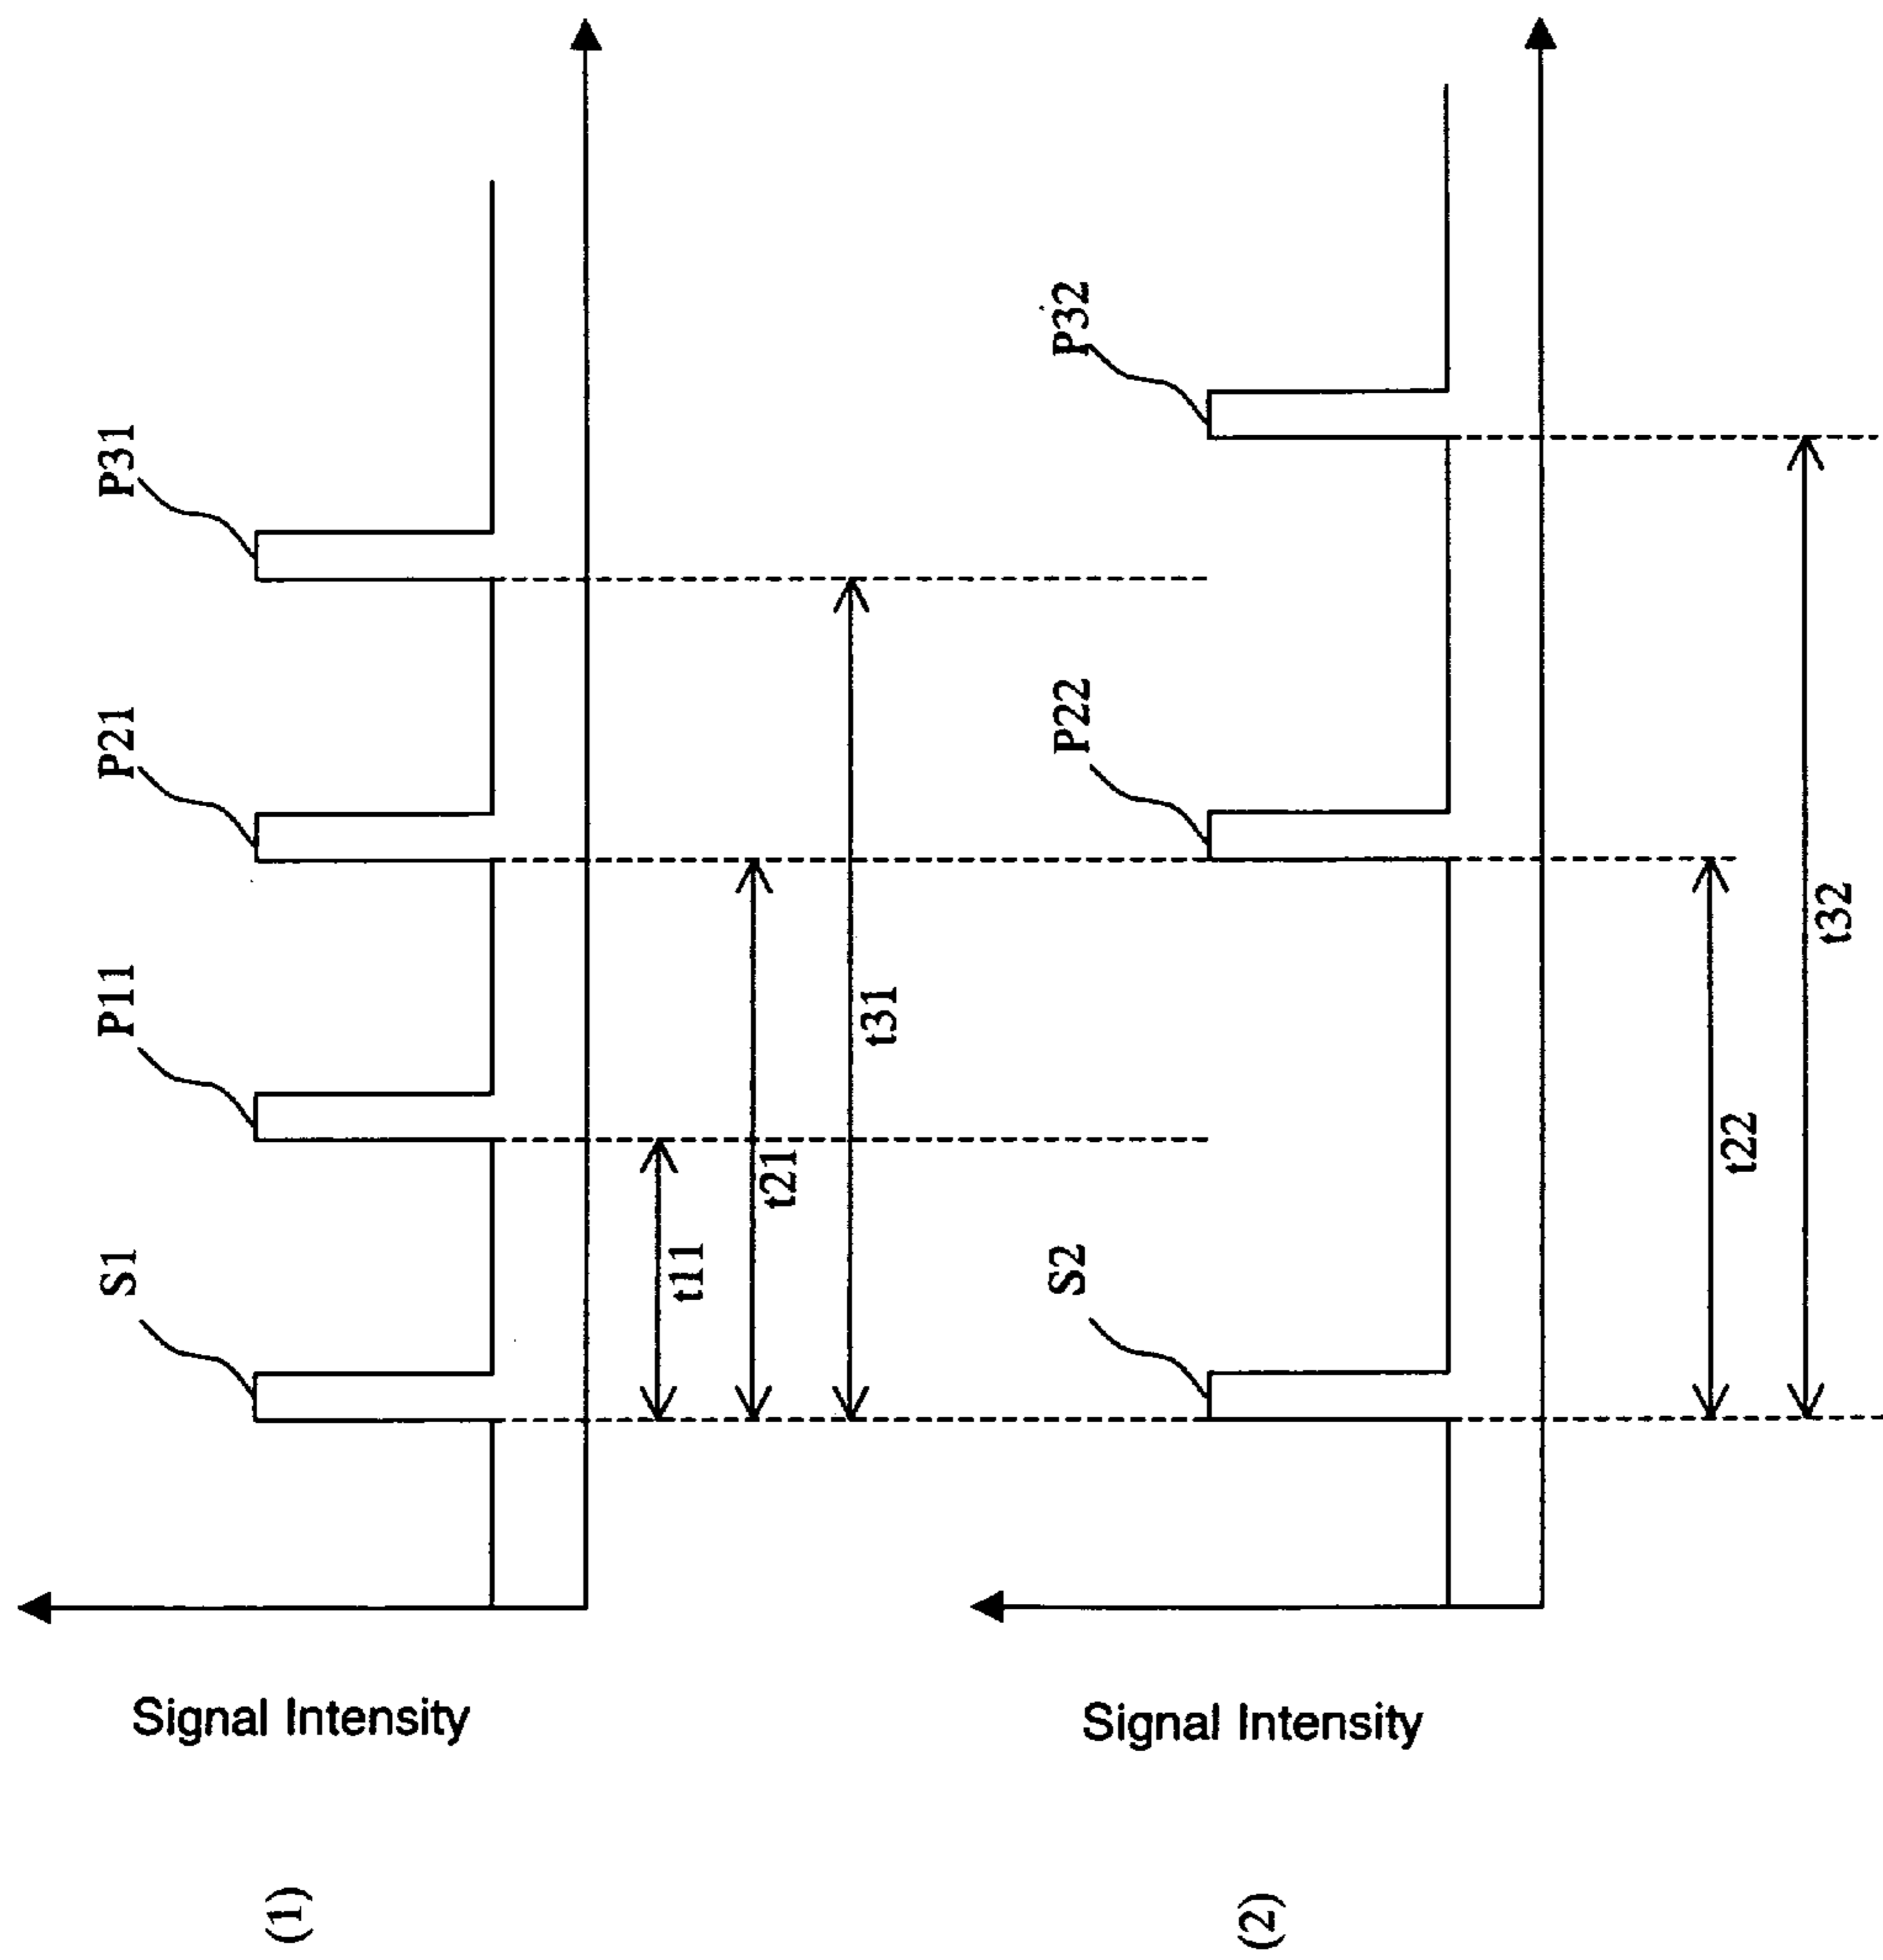 (1)
Signal Intensity
S1
P11
P21
P31
t11
t21
t31
(2)
Signal Intensity
S2
P22
P32
t22
t32